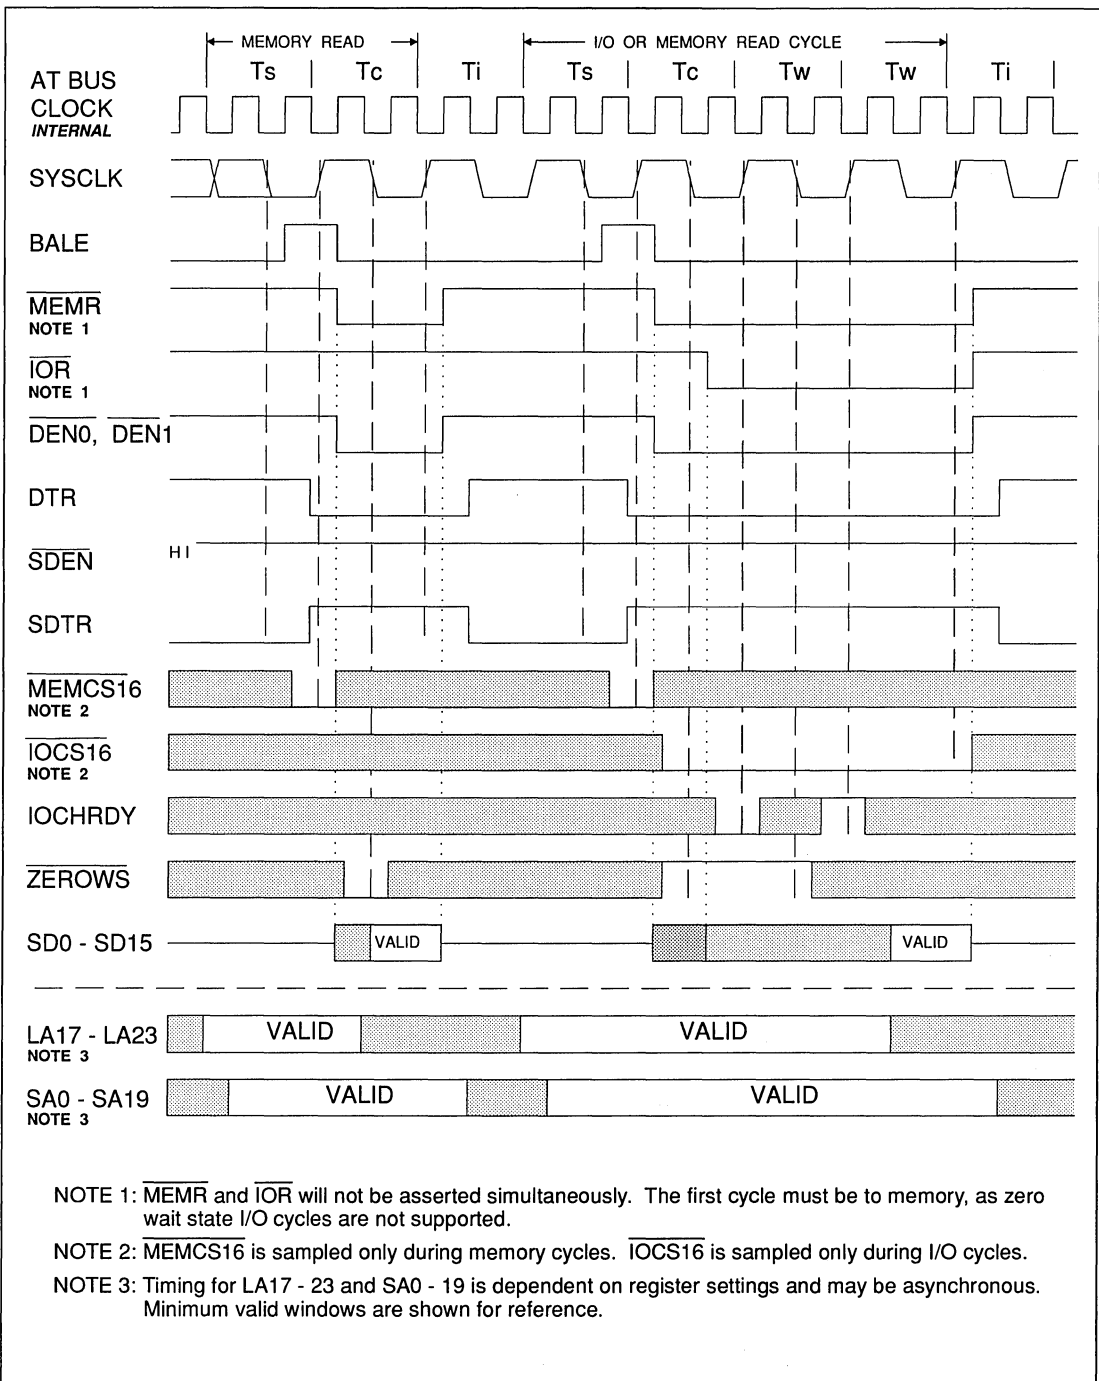 MEMORY READ I/O OR MEMORY READ CYCLE
Ts Tc Ti Ts Tc Tw Tw Ti
AT BUS
CLOCK
INTERNAL
SYSCLK
BALE
MEMR
NOTE 1
IOR
NOTE 1
DEN0, DEN1
DTR
SDEN HI
SDTR
MEMCS16
NOTE 2
IOCS16
NOTE 2
IOCHRDY
ZEROWS
SD0 - SD15 VALID VALID
LA17 - LA23 VALID VALID
NOTE 3
SA0 - SA19 VALID VALID
NOTE 3
NOTE 1: MEMR and IOR will not be asserted simultaneously. The first cycle must be to memory, as zero
wait state I/O cycles are not supported.
NOTE 2: MEMCS16 is sampled only during memory cycles. IOCS16 is sampled only during I/O cycles.
NOTE 3: Timing for LA17 - 23 and SA0 - 19 is dependent on register settings and may be asynchronous.
Minimum valid windows are shown for reference.